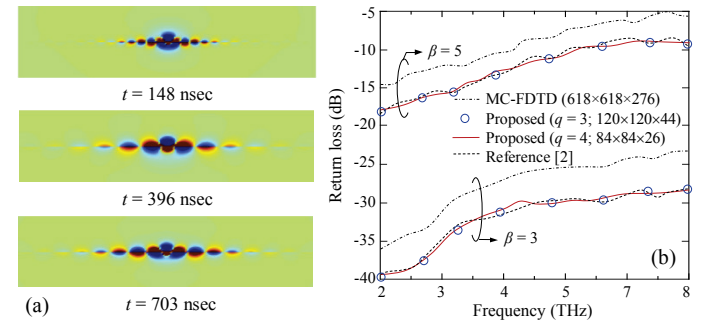 t = 148 nsec
t = 396 nsec
(a)
t = 703 nsec
Return loss (dB)
-5
-10
-15
-20
-25
-30
-35
-40
β = 5
MC-FDTD (618×618×276)
Proposed (q = 3; 120×120×44)
Proposed (q = 4; 84×84×26)
Reference [2]
β = 3
(b)
2 3 4 5 6 7 8
Frequency (THz)